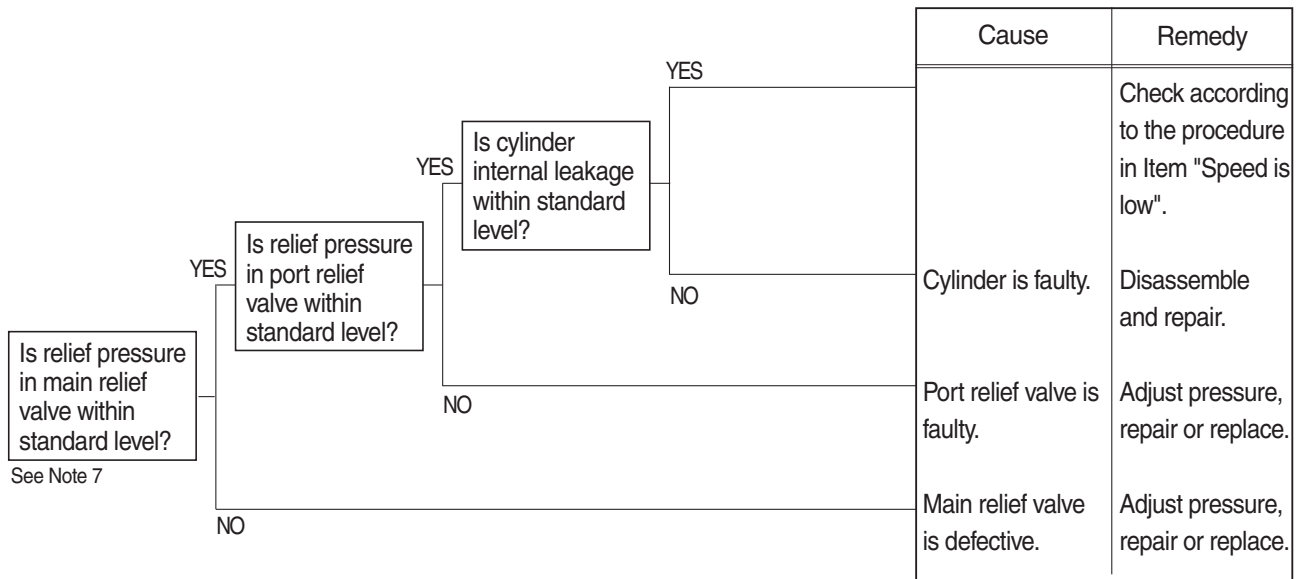 Cause
Remedy
YES
Check according
to the procedure
in Item "Speed is
low".
YES
Is cylinder
internal leakage
within standard
level?
YES
Is relief pressure
in port relief
valve within
standard level?
NO
Cylinder is faulty.
Disassemble
and repair.
Is relief pressure
in main relief
valve within
standard level?
See Note 7
NO
Port relief valve is
faulty.
Adjust pressure,
repair or replace.
NO
Main relief valve
is defective.
Adjust pressure,
repair or replace.